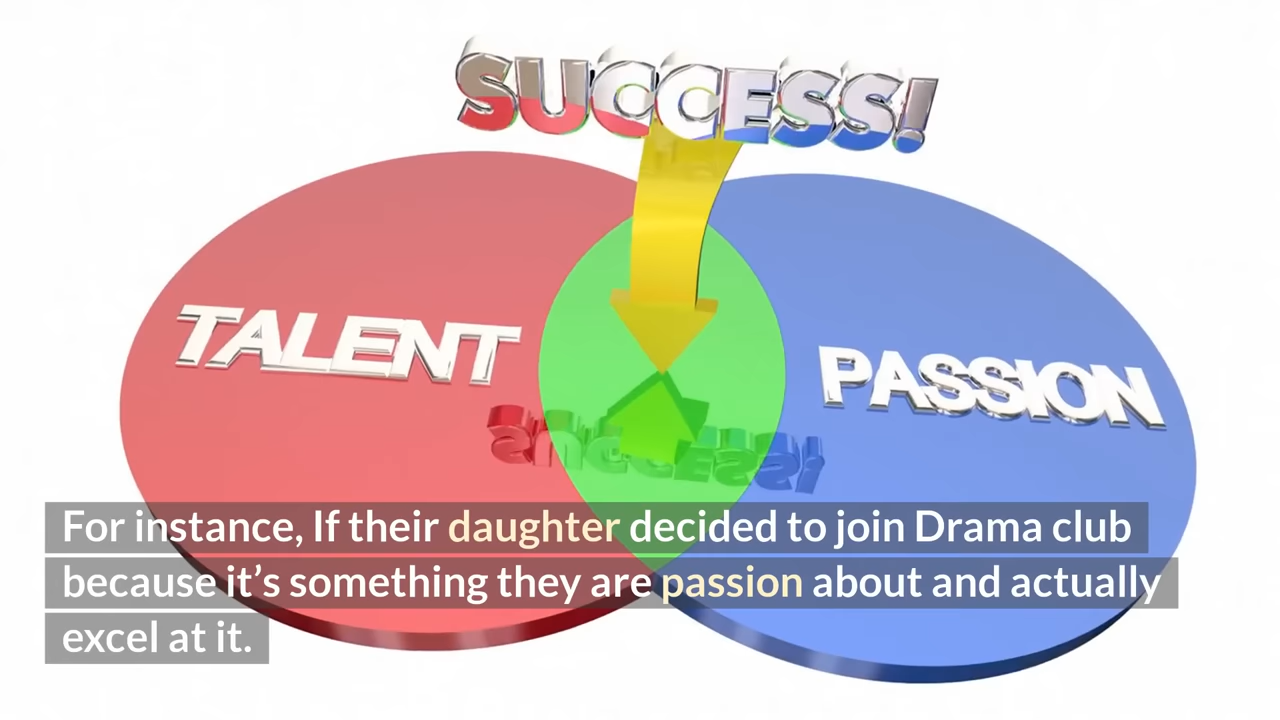 SUCCESS!
TALENT
PASSION
SUCCESS!
For instance, If their daughter decided to join Drama club
because it’s something they are passion about and actually
excel at it.